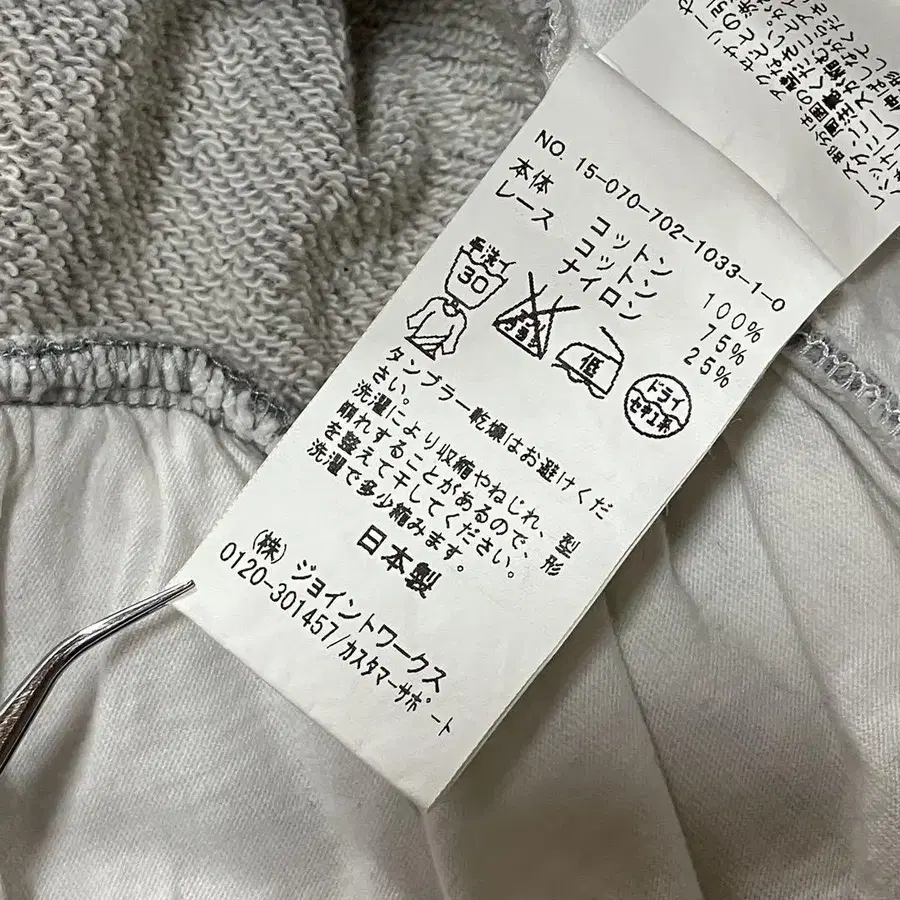 NO. 15-070-702-1033-1-0
本体 コットン 100%
レース コットン 75%
ナイロン 25%
手洗イ
30
エンソサラシ
低
ドライ
セキユ系
タンブラー乾燥はお避けくだ
さい。
洗濯により収縮やねじれ、型
崩れすることがあるので、形
を整えて干してください。
洗濯で多少縮みます。
日本製
(株)ジョイントワークス
0120-301457/カスタマーサポート